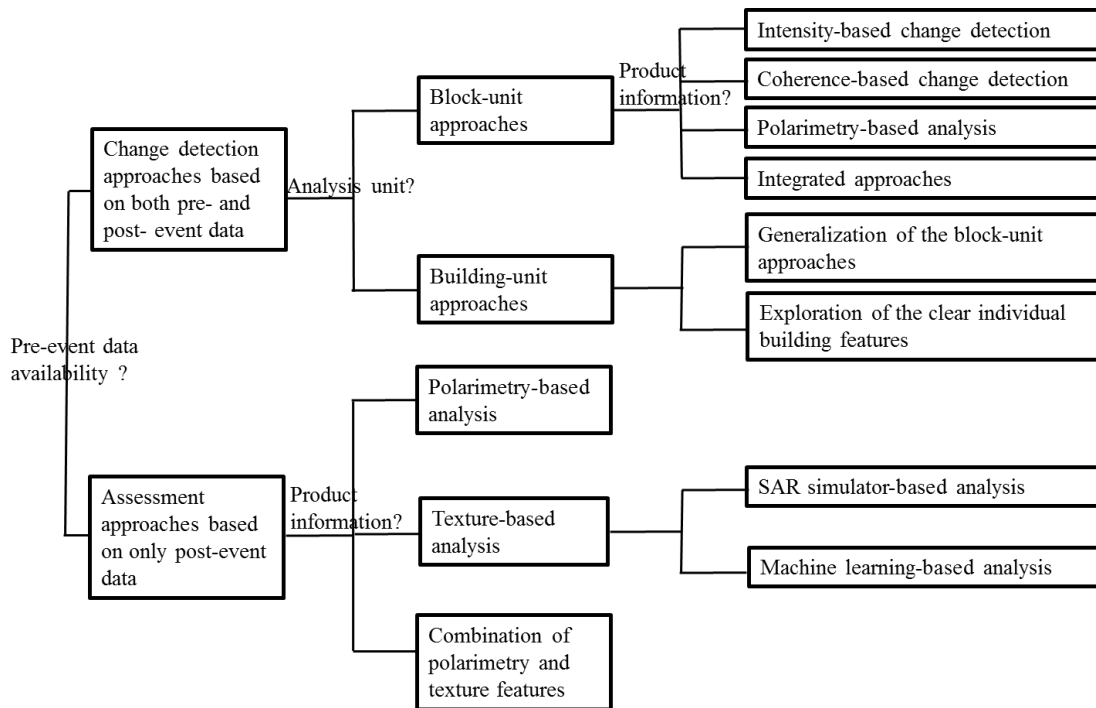 Pre-event data
availability ?
Change detection
approaches based
on both pre- and
post- event data
Analysis unit?
Block-unit
approaches
Product
information?
Intensity-based change detection
Coherence-based change detection
Polarimetry-based analysis
Integrated approaches
Building-unit
approaches
Generalization of the block-unit
approaches
Exploration of the clear individual
building features
Assessment
approaches based
on only post-event
data
Product
information?
Polarimetry-based
analysis
Texture-based
analysis
SAR simulator-based analysis
Machine learning-based analysis
Combination of
polarimetry and
texture features